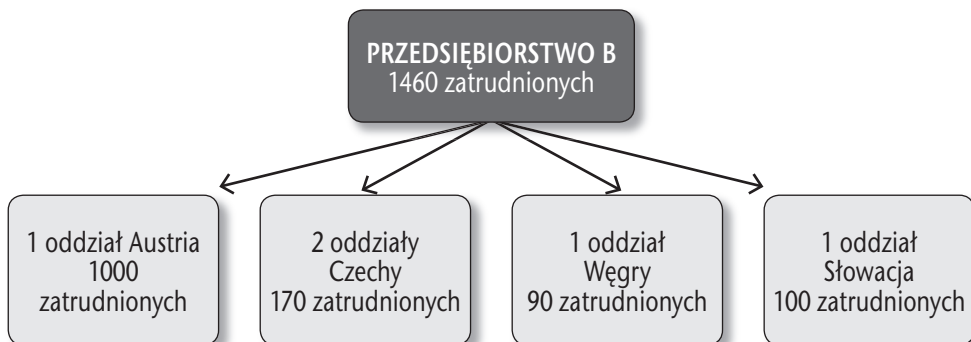 PRZEDSIĘBIORSTWO B
1460 zatrudnionych
1 oddział Austria
1000
zatrudnionych
2 oddziały
Czechy
170 zatrudnionych
1 oddział
Węgry
90 zatrudnionych
1 oddział
Słowacja
100 zatrudnionych